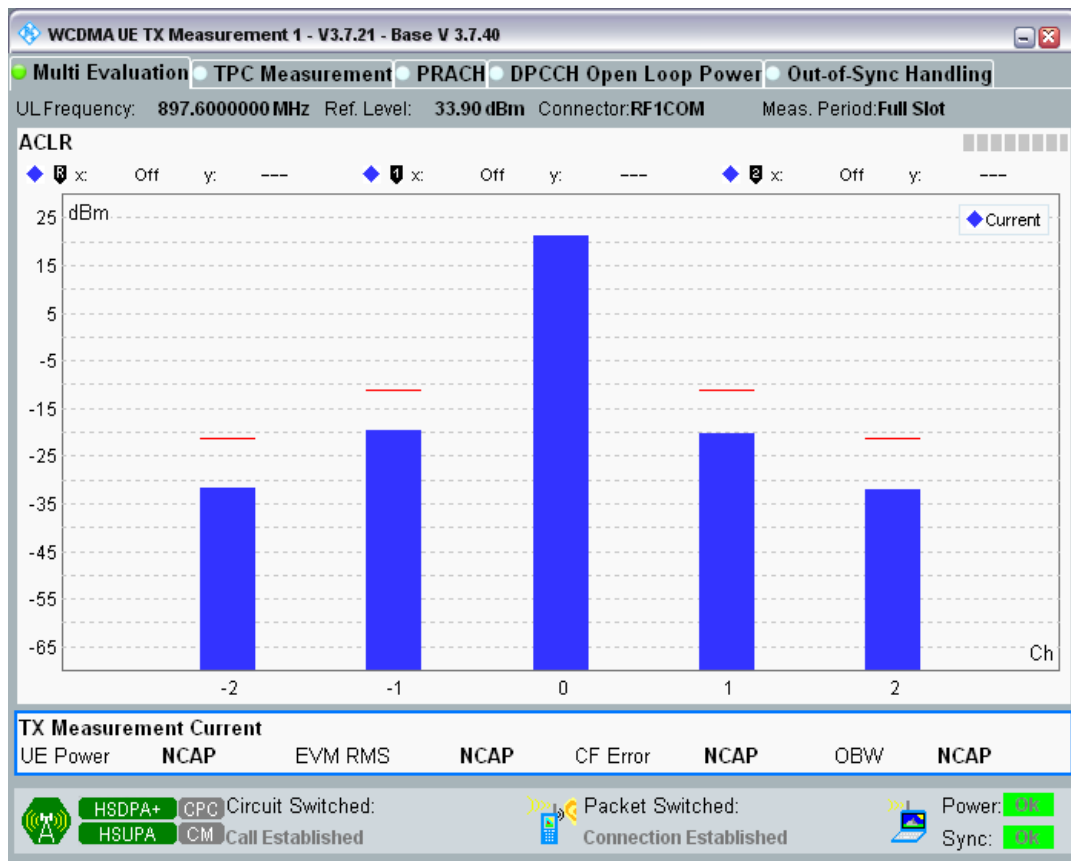 WCDMA UE TX Measurement 1 - V3.7.21 - Base V 3.7.40
Multi Evaluation TPC Measurement PRACH DPCCH Open Loop Power Out-of-Sync Handling
UL Frequency: 897.6000000 MHz Ref. Level: 33.90 dBm Connector:RF1COM Meas. Period:Full Slot
ACLR
R x: Off y: --- 1 x: Off y: --- 2 x: Off y: ---
25 dBm Current
15
5
-5
-15
-25
-35
-45
-55
-65 Ch
-2 -1 0 1 2
TX Measurement Current
UE Power NCAP EVM RMS NCAP CF Error NCAP OBW NCAP
HSDPA+ CPC Circuit Switched: Packet Switched: Power: OK
HSUPA CM Call Established Connection Established Sync: OK